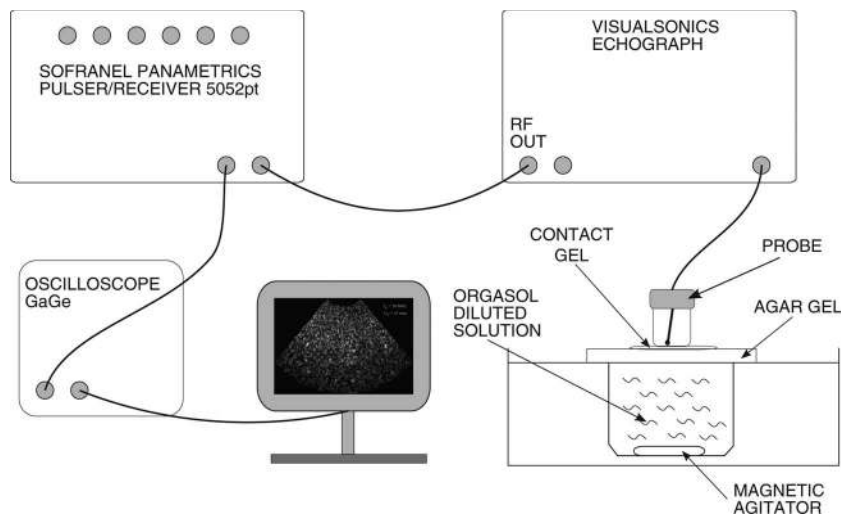 SOFRANEL PANAMETRICS
PULSER/RECEIVER 5052pt
VISUALSONICS
ECHOGRAPH
RF
OUT
OSCILLOSCOPE
GaGe
CONTACT
GEL
PROBE
ORGASOL
DILUTED
SOLUTION
AGAR GEL
MAGNETIC
AGITATOR